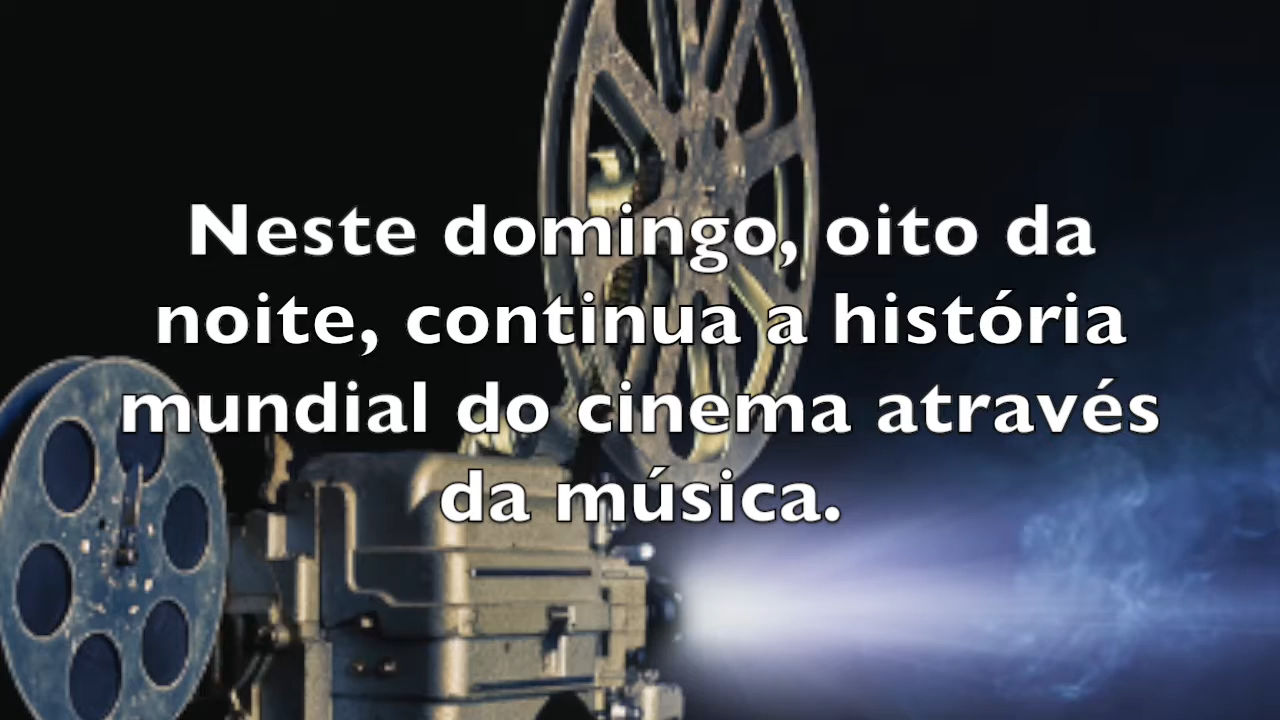 Neste domingo, oito da
noite, continua a história
mundial do cinema através
da música.